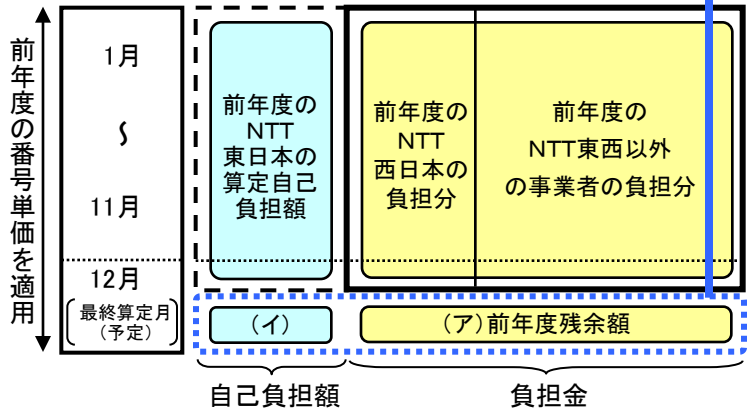 前年度の番号単価を適用
1月
～
11月
12月
最終算定月
（予定）
前年度の
NTT
東日本の
算定自己
負担額
前年度の
NTT
西日本の
負担分
前年度の
NTT東西以外
の事業者の負担分
（イ）
（ア）前年度残余額
自己負担額
負担金